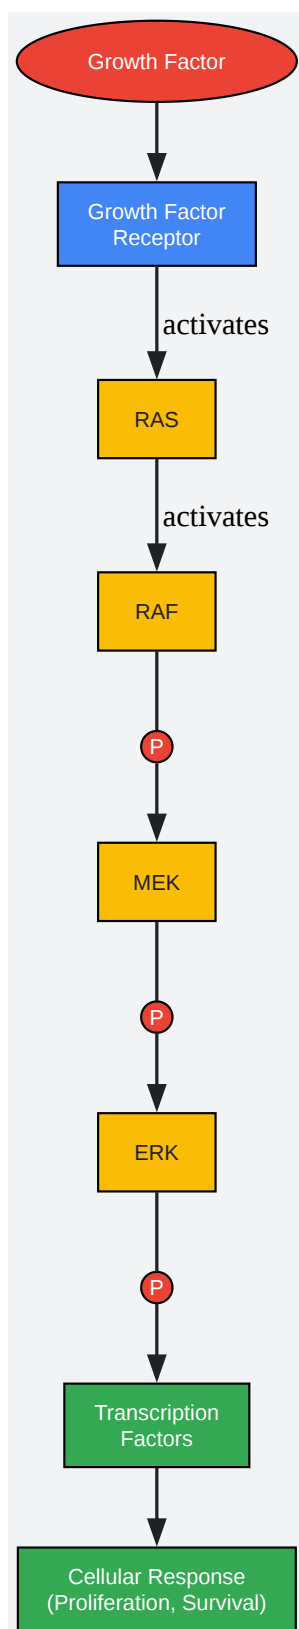 Growth Factor
Growth Factor
Receptor
activates
RAS
activates
RAF
P
MEK
P
ERK
P
Transcription
Factors
Cellular Response
(Proliferation, Survival)